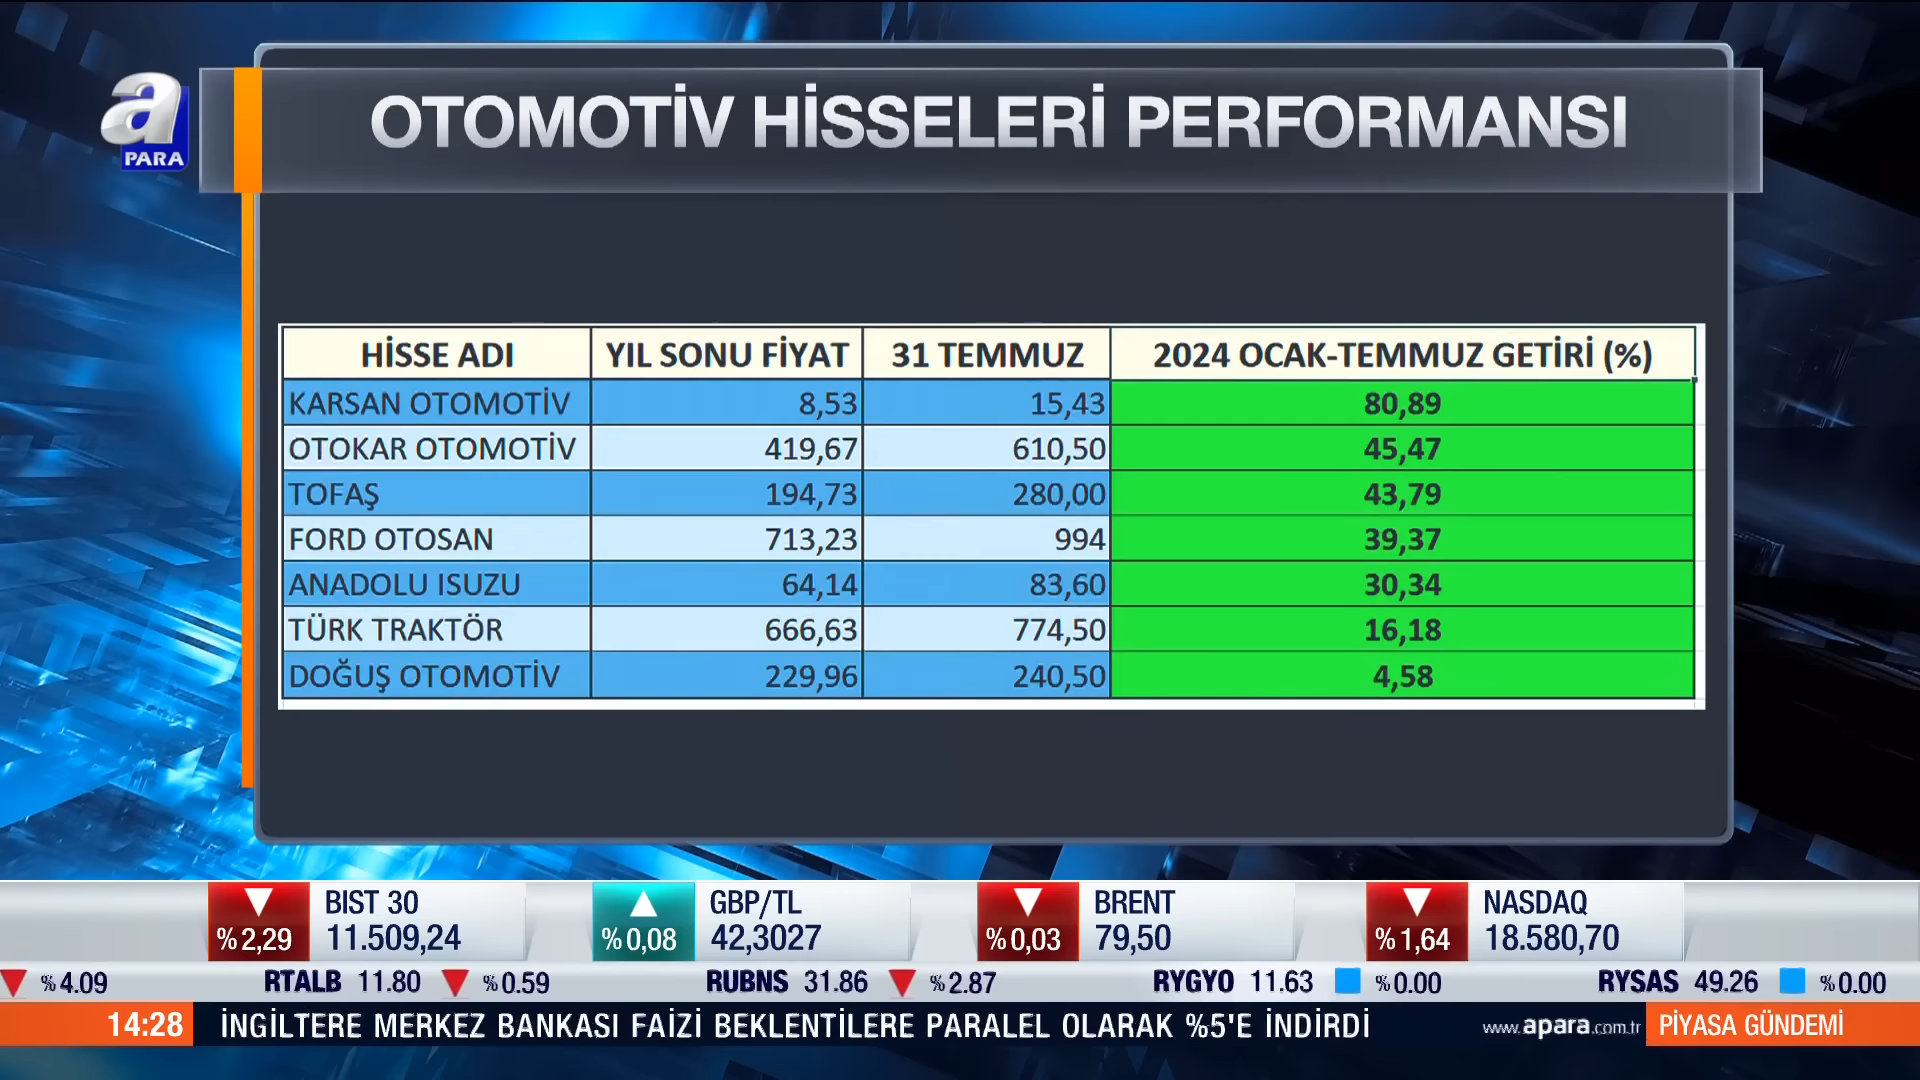 a
PARA
OTOMOTİV HİSSELERİ PERFORMANSI
HİSSE ADI YIL SONU FİYAT 31 TEMMUZ 2024 OCAK-TEMMUZ GETİRİ (%)
KARSAN OTOMOTİV 8,53 15,43 80,89
OTOKAR OTOMOTİV 419,67 610,50 45,47
TOFAŞ 194,73 280,00 43,79
FORD OTOSAN 713,23 994 39,37
ANADOLU ISUZU 64,14 83,60 30,34
TÜRK TRAKTÖR 666,63 774,50 16,18
DOĞUŞ OTOMOTİV 229,96 240,50 4,58
BIST 30 GBP/TL BRENT NASDAQ
%2,29 11.509,24 %0,08 42,3027 %0,03 79,50 %1,64 18.580,70
%4.09 RTALB 11.80 %0.59 RUBNS 31.86 %2.87 RYGYO 11.63 %0.00 RYSAS 49.26 %0.00
14:28 İNGİLTERE MERKEZ BANKASI FAİZİ BEKLENTİLERE PARALEL OLARAK %5'E İNDİRDİ www.apara.com.tr PİYASA GÜNDEMİ